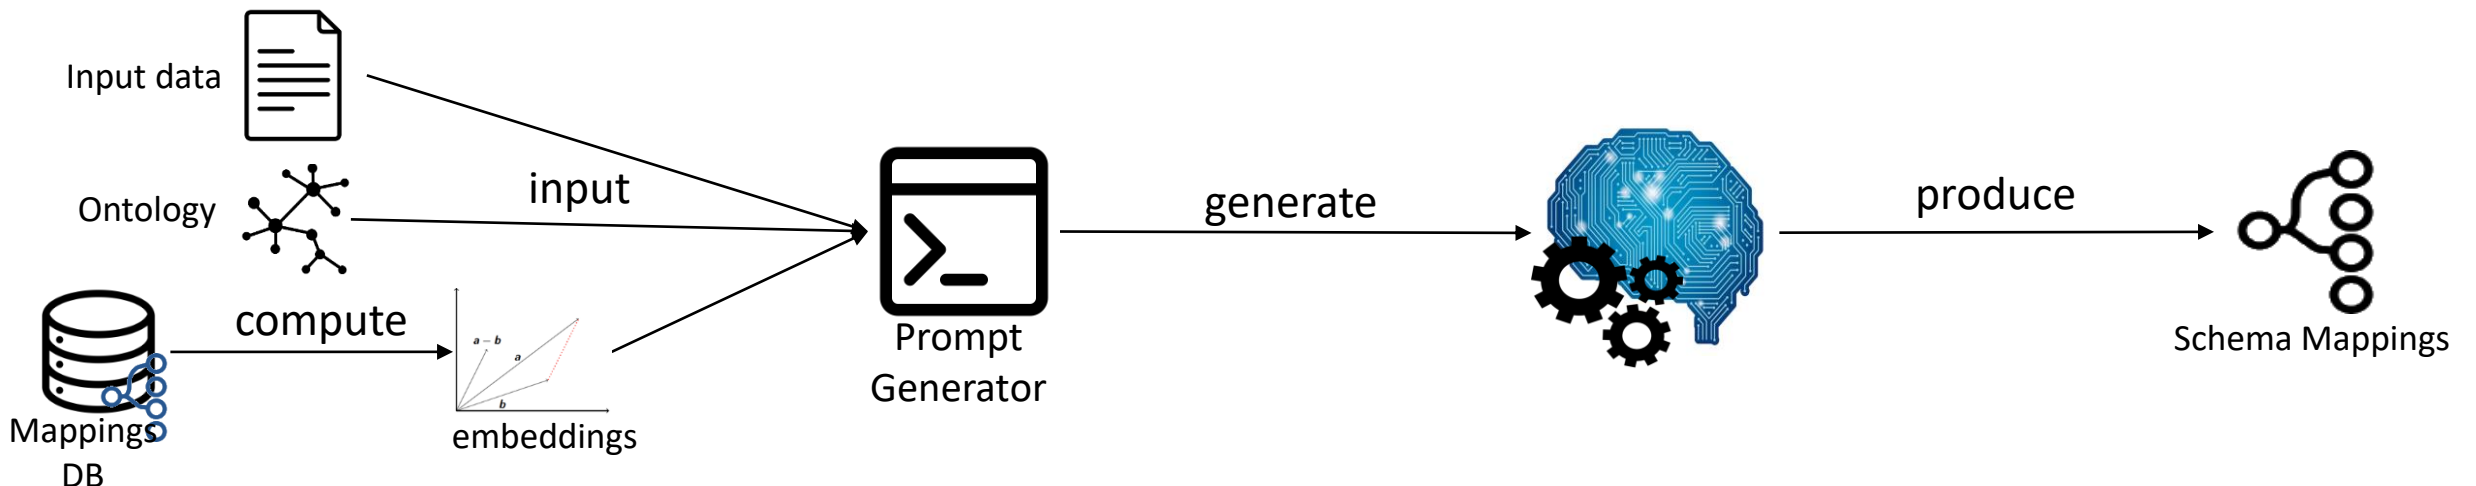 Input data
Ontology
input
Mappings
DB
compute
a – b
a
b
embeddings
Prompt
Generator
generate
produce
Schema Mappings